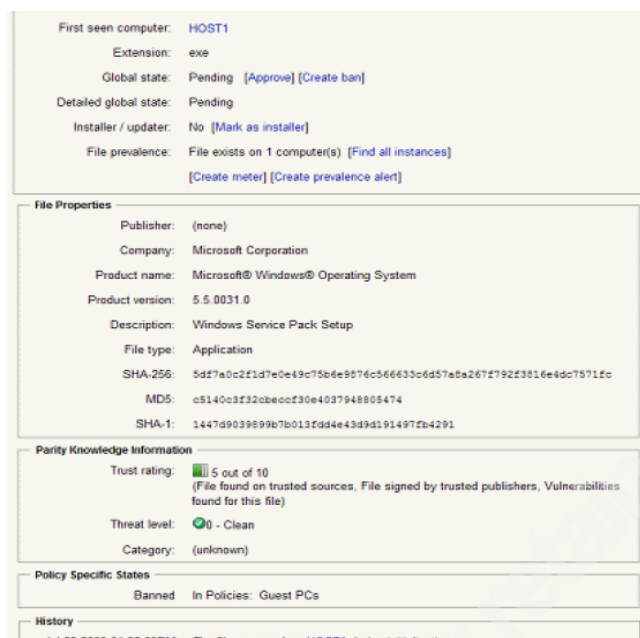 First seen computer: HOST1
Extension: exe
Global state: Pending [Approve] [Create ban]
Detailed global state: Pending
Installer / updater: No [Mark as installer]
File prevalence: File exists on 1 computer(s) [Find all instances]
[Create meter] [Create prevalence alert]
File Properties
Publisher: (none)
Company: Microsoft Corporation
Product name: Microsoft® Windows® Operating System
Product version: 5.5.0031.0
Description: Windows Service Pack Setup
File type: Application
SHA-256: 5df7a0c2f1d7e0e49c75b6e9876c566633c6d57a8a267f792f3816e4dc7571fc
MD5: c5140c3f32cbeccf30e4037948805474
SHA-1: 1447d9039899b7b013fdd4e43d9d191497fb4291
Parity Knowledge Information
Trust rating: 5 out of 10
(File found on trusted sources, File signed by trusted publishers, Vulnerabilities
found for this file)
Threat level: 0 - Clean
Category: (unknown)
Policy Specific States
Banned In Policies: Guest PCs
History